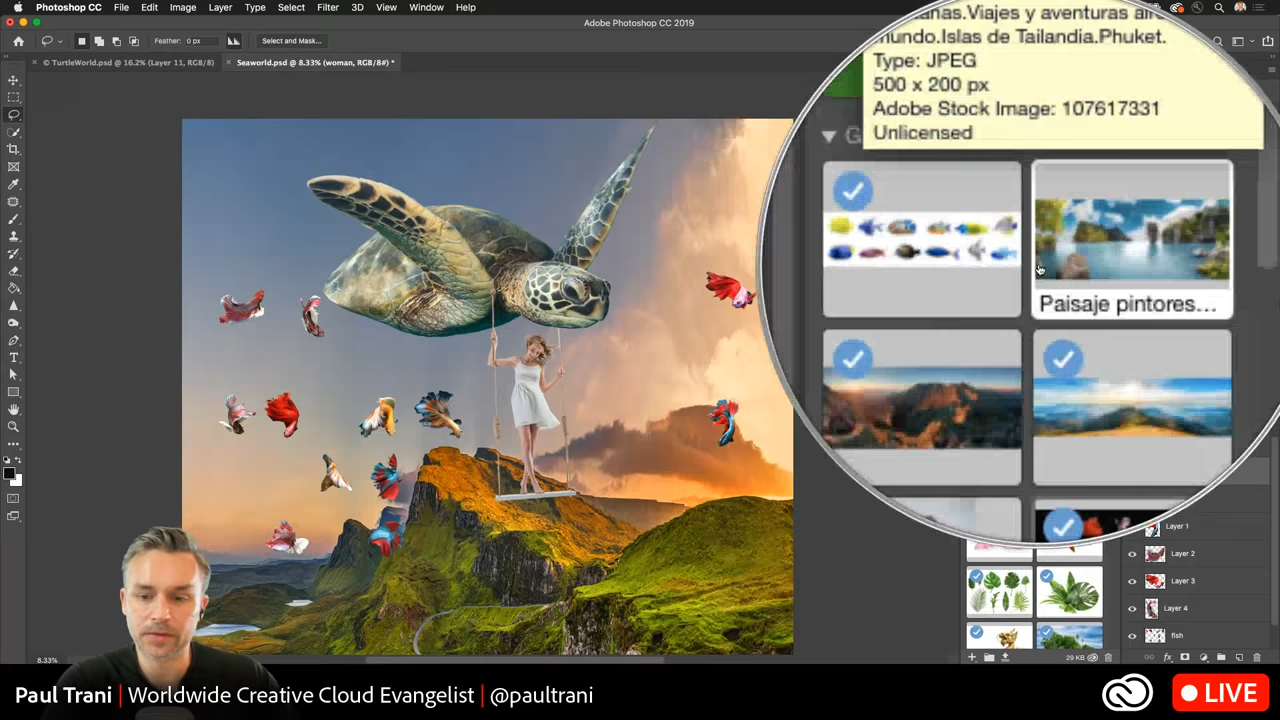 Photoshop CC File Edit Image Layer Type Select Filter 3D View Window Help
Adobe Photoshop CC 2019
Feather: 0 px Select and Mask...
© TurtleWorld.psd @ 16.2% (Layer 11, RGB/8) Seaworld.psd @ 8.33% (woman, RGB/8#) *
mundo.Islas de Tailandia.Phuket.
Type: JPEG
500 x 200 px
Adobe Stock Image: 107617331
Unlicensed
Paisaje pintores...
Layer 1
Layer 2
Layer 3
Layer 4
fish
8.33%
29 KB
Paul Trani | Worldwide Creative Cloud Evangelist | @paultrani
LIVE